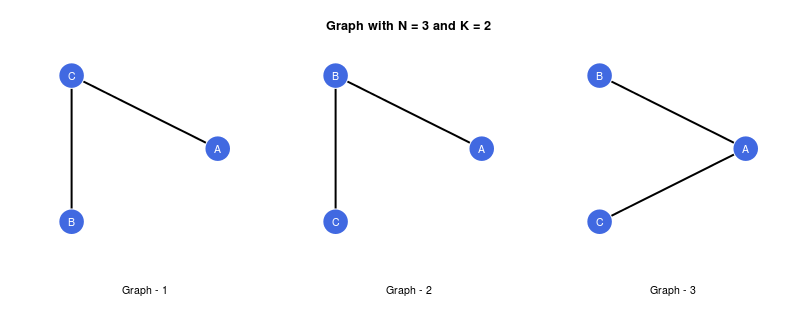 Graph with N = 3 and K = 2
C
A
B
Graph - 1
B
A
C
Graph - 2
B
A
C
Graph - 3